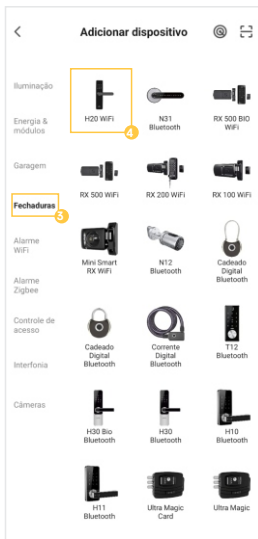 Adicionar dispositivo
Iluminação
Energia &
módulos
Garagem
Fechaduras
3
Alarme
WiFi
Alarme
Zigbee
Controle de
acesso
Interfonia
Câmeras
H20 WiFi
4
N31
Bluetooth
RX 500 BIO
WiFi
RX 500 WiFi
RX 200 WiFi
RX 100 WiFi
Mini Smart
RX WiFi
N12
Bluetooth
Cadeado
Digital
Bluetooth
Cadeado
Digital
Bluetooth
Corrente
Digital
Bluetooth
T12
Bluetooth
H30 Bio
Bluetooth
H30
Bluetooth
H10
Bluetooth
H11
Bluetooth
Ultra Magic
Card
Ultra Magic